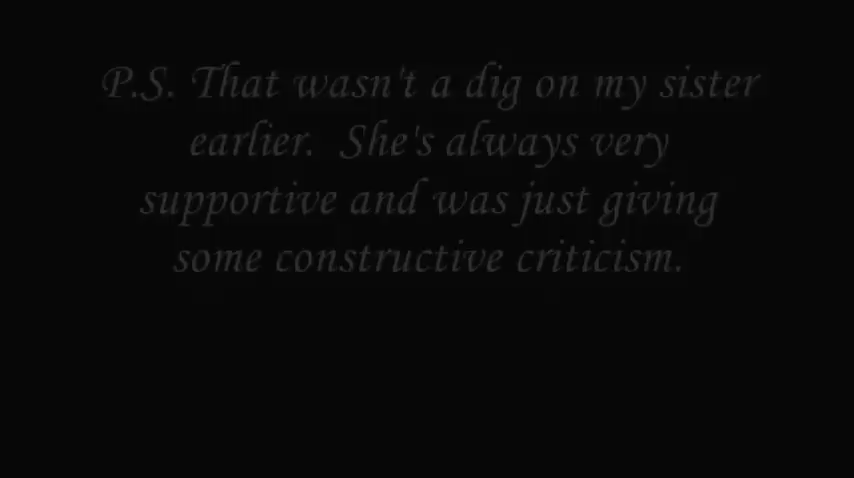 P.S. That wasn't a dig on my sister
earlier.  She's always very
supportive and was just giving
some constructive criticism.